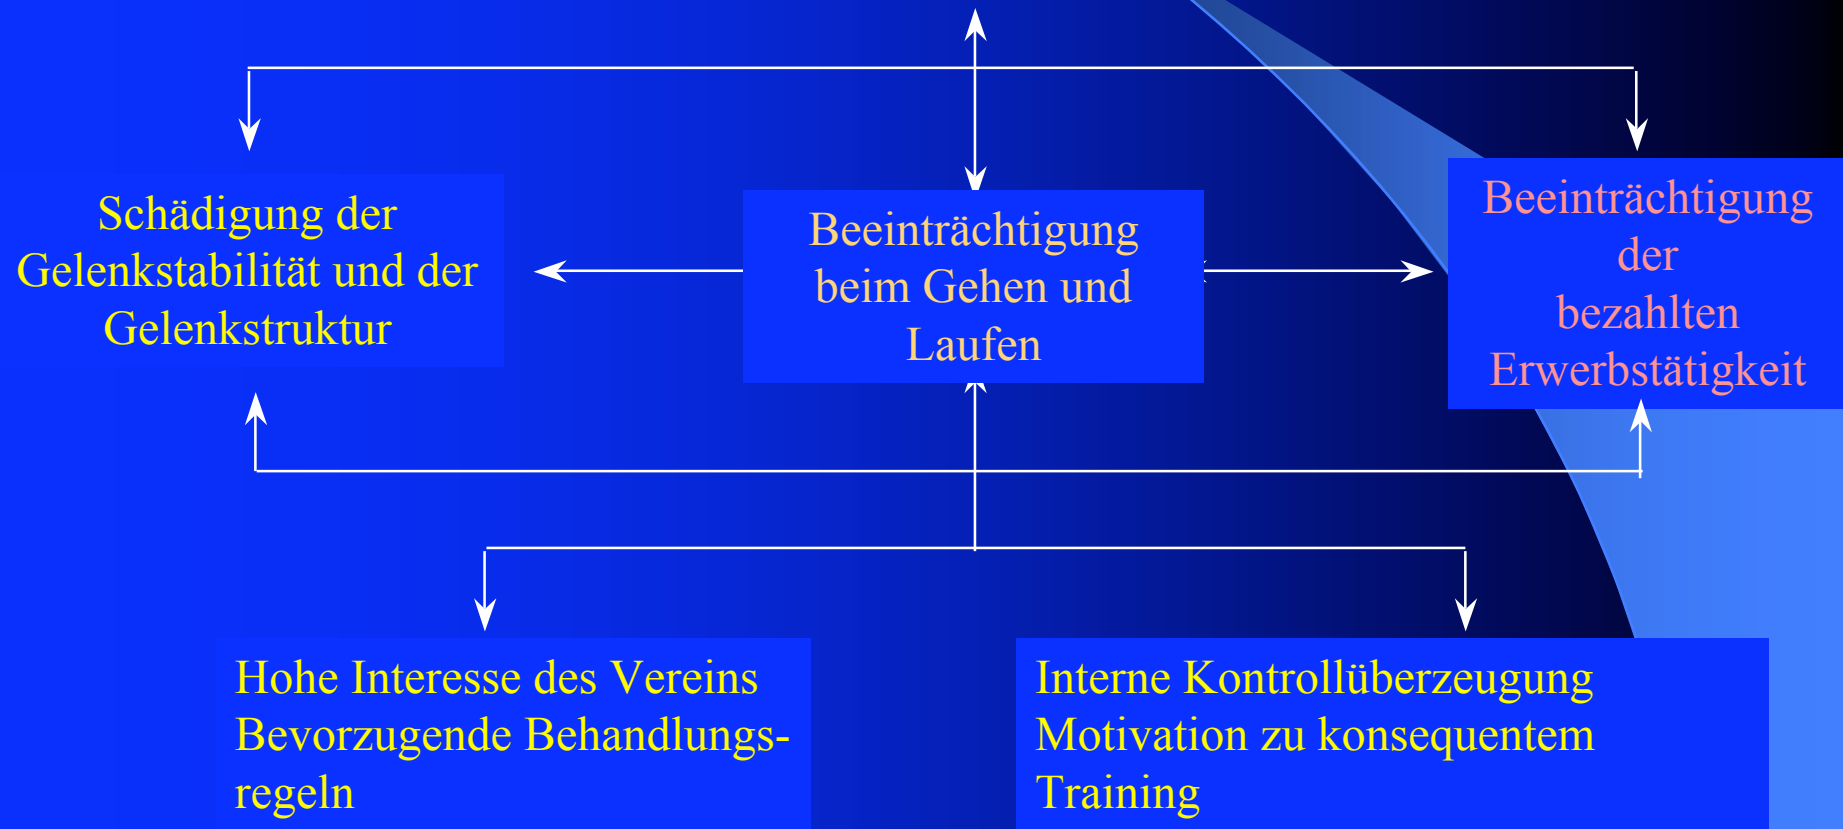 Schädigung der
Gelenkstabilität und der
Gelenkstruktur
Beeinträchtigung
beim Gehen und
Laufen
Beeinträchtigung
der
bezahlten
Erwerbstätigkeit
Hohe Interesse des Vereins
Bevorzugende Behandlungs-
regeln
Interne Kontrollüberzeugung
Motivation zu konsequentem
Training